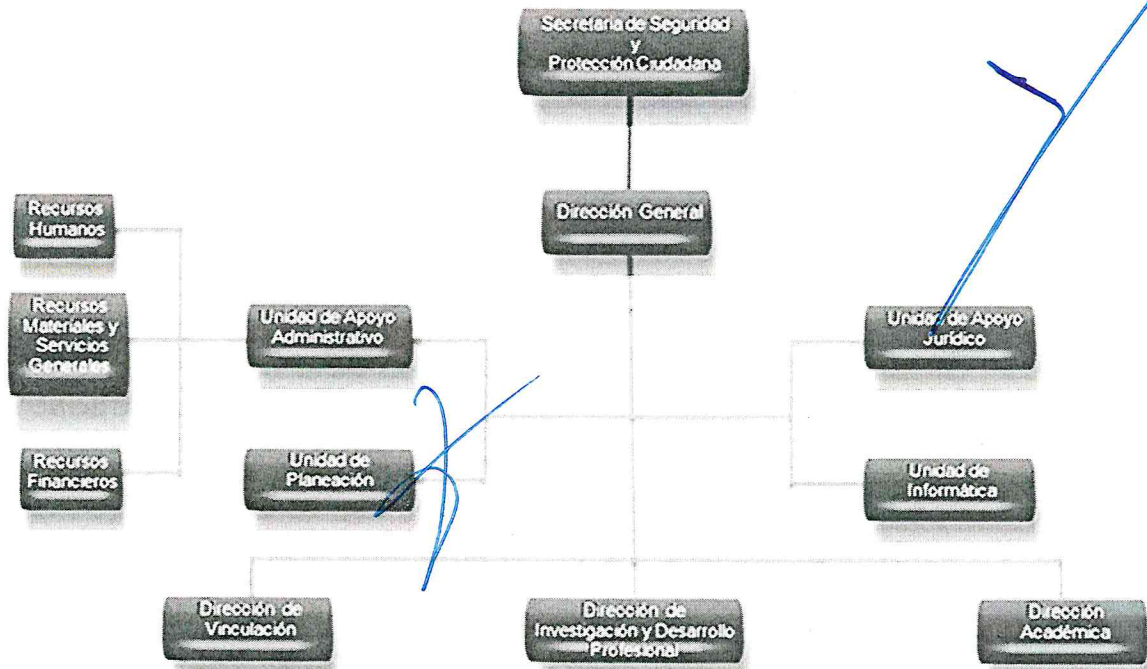 Secretaria de Seguridad
y
Protección Ciudadana
Dirección General
Recursos
Humanos
Recursos
Materiales y
Servicios
Generales
Recursos
Financieros
Unidad de Apoyo
Administrativo
Unidad de
Planeación
Unidad de Apoyo
Jurídico
Unidad de
Informática
Dirección de
Vinculación
Dirección de
Investigación y Desarrollo
Profesional
Dirección
Académica